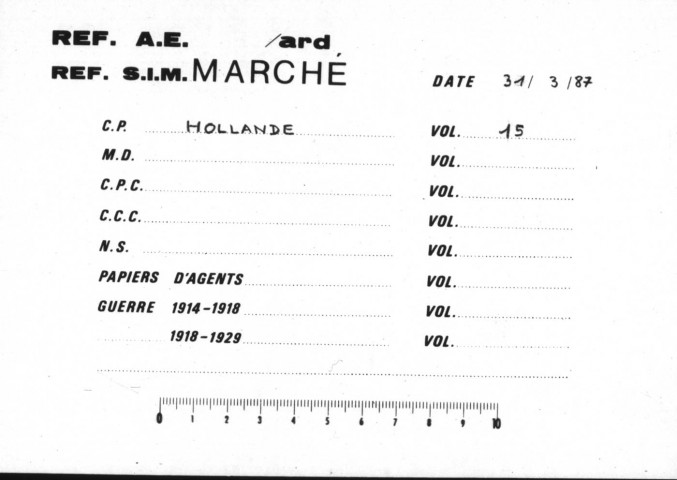 REF. A.E. /ard
REF. S.I.M. MARCHÉ
DATE 31/ 3 /87
C.P. HOLLANDE VOL. 15
M.D. VOL.
C.P.C. VOL.
C.C.C. VOL.
N.S. VOL.
PAPIERS D'AGENTS VOL.
GUERRE 1914-1918 VOL.
1918-1929 VOL.
0 1 2 3 4 5 6 7 8 9 10